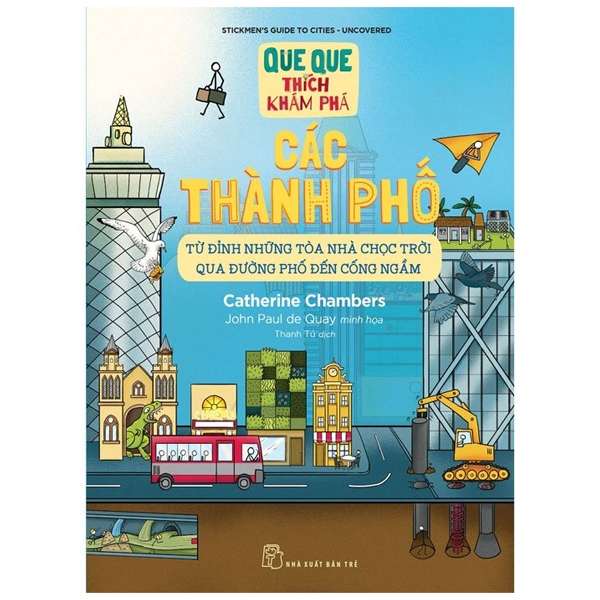 STICKMEN'S GUIDE TO CITIES - UNCOVERED
QUE QUE
THÍCH
KHÁM PHÁ
CÁC
THÀNH PHỐ
TỪ ĐỈNH NHỮNG TÒA NHÀ CHỌC TRỜI
QUA ĐƯỜNG PHỐ ĐẾN CỐNG NGẦM
Catherine Chambers
John Paul de Quay minh họa
Thanh Tú dịch
NHÀ XUẤT BẢN TRẺ